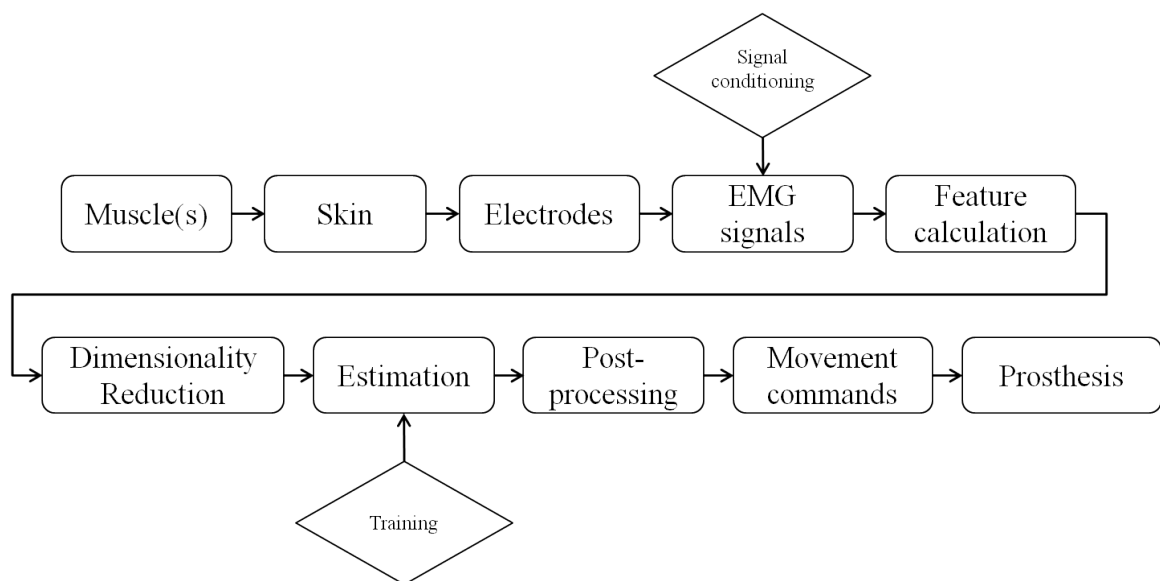 Signal
conditioning
Muscle(s)
Skin
Electrodes
EMG
signals
Feature
calculation
Dimensionality
Reduction
Estimation
Post-
processing
Movement
commands
Prosthesis
Training